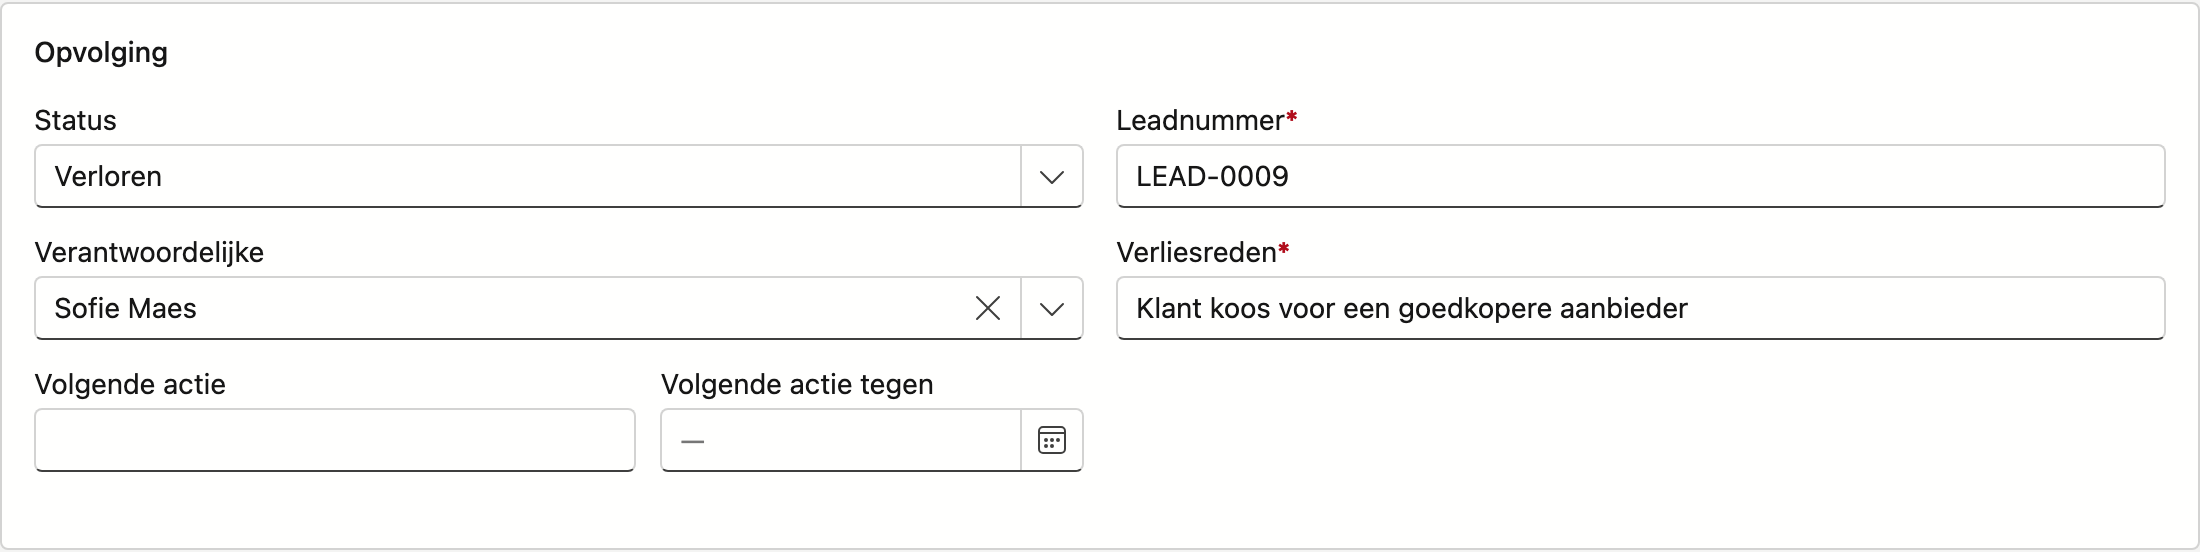 Opvolging
Status
Verloren
Leadnummer*
LEAD-0009
Verantwoordelijke
Sofie Maes
Verliesreden*
Klant koos voor een goedkopere aanbieder
Volgende actie
Volgende actie tegen
—